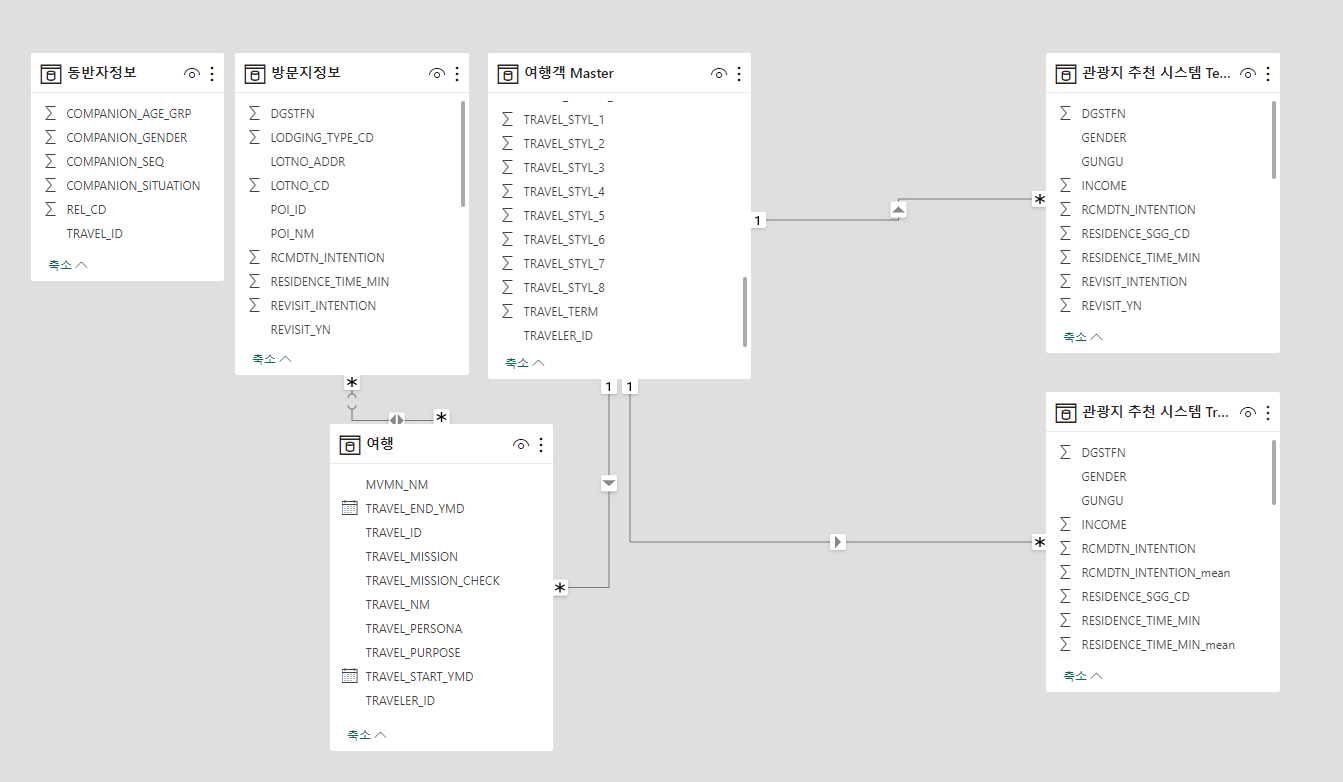 동반자정보
COMPANION_AGE_GRP
COMPANION_GENDER
COMPANION_SEQ
COMPANION_SITUATION
REL_CD
TRAVEL_ID
축소
방문지정보
DGSTFN
LODGING_TYPE_CD
LOTNO_ADDR
LOTNO_CD
POI_ID
POI_NM
RCMDTN_INTENTION
RESIDENCE_TIME_MIN
REVISIT_INTENTION
REVISIT_YN
축소
여행객 Master
TRAVEL_STYL_1
TRAVEL_STYL_2
TRAVEL_STYL_3
TRAVEL_STYL_4
TRAVEL_STYL_5
TRAVEL_STYL_6
TRAVEL_STYL_7
TRAVEL_STYL_8
TRAVEL_TERM
TRAVELER_ID
축소
관광지 추천 시스템 Te...
DGSTFN
GENDER
GUNGU
INCOME
RCMDTN_INTENTION
RESIDENCE_SGG_CD
RESIDENCE_TIME_MIN
REVISIT_INTENTION
REVISIT_YN
축소
1
*
*
*
1
1
여행
MVMN_NM
TRAVEL_END_YMD
TRAVEL_ID
TRAVEL_MISSION
TRAVEL_MISSION_CHECK
TRAVEL_NM
TRAVEL_PERSONA
TRAVEL_PURPOSE
TRAVEL_START_YMD
TRAVELER_ID
축소
*
*
관광지 추천 시스템 Tr...
DGSTFN
GENDER
GUNGU
INCOME
RCMDTN_INTENTION
RCMDTN_INTENTION_mean
RESIDENCE_SGG_CD
RESIDENCE_TIME_MIN
RESIDENCE_TIME_MIN_mean
축소